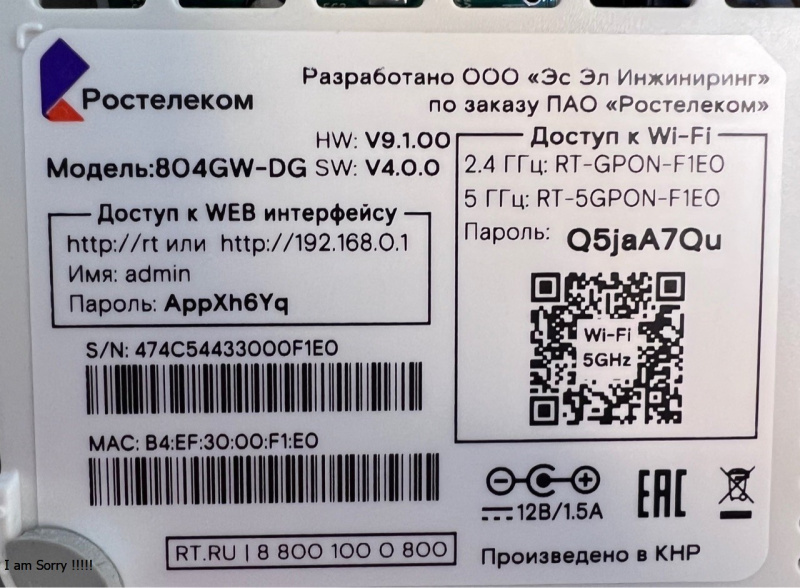 Ростелеком
Разработано ООО «Эс Эл Инжиниринг»
по заказу ПАО «Ростелеком»
HW: V9.1.00
Модель:804GW-DG SW: V4.0.0
Доступ к WEB интерфейсу
http://rt или http://192.168.0.1
Имя: admin
Пароль: AppXh6Yq
Доступ к Wi-Fi
2.4 ГГц: RT-GPON-F1E0
5 ГГц: RT-5GPON-F1E0
Пароль: Q5jaA7Qu
Wi-Fi
5GHz
S/N: 474C54433000F1E0
MAC: B4:EF:30:00:F1:E0
12В/1.5А
EAC
RT.RU | 8 800 100 0 800
Произведено в КНР
I am Sorry !!!!!